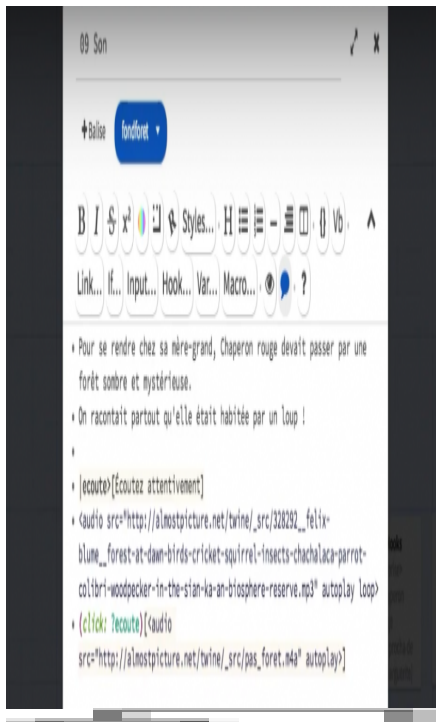 09 Son
+Balise fondforet
B I S x² Styles... H Vb
Link... If... Input... Hook... Var... Macro... ?
Pour se rendre chez sa mère-grand, Chaperon rouge devait passer par une
forêt sombre et mystérieuse.
On racontait partout qu'elle était habitée par un loup !
|ecoute>[Écoutez attentivement]
<audio src="http://almostpicture.net/twine/_src/328292__felix-
blume__forest-at-dawn-birds-cricket-squirrel-insects-chachalaca-parrot-
colibri-woodpecker-in-the-sian-ka-an-biosphere-reserve.mp3" autoplay loop>
(click: ?ecoute)[<audio
src="http://almostpicture.net/twine/_src/pas_foret.m4a" autoplay>]